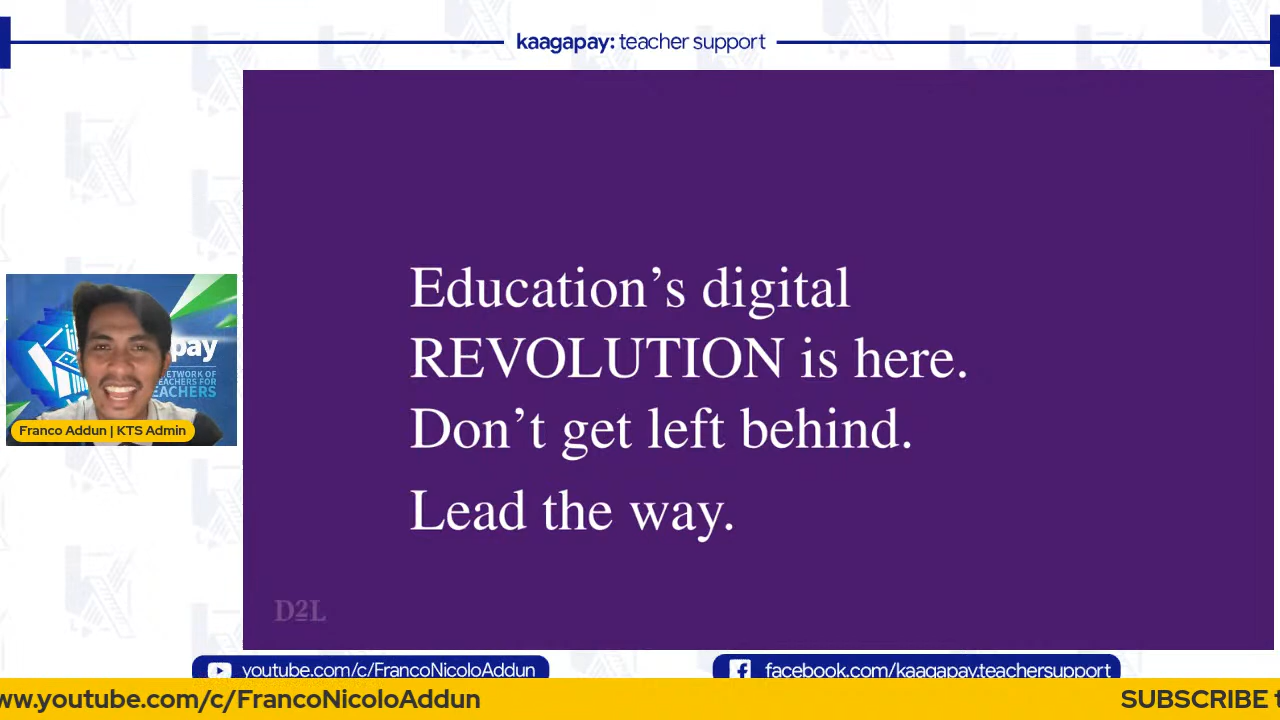 kaagapay: teacher support
Education’s digital
REVOLUTION is here.
Don’t get left behind.
Lead the way.
D2L
pay
NETWORK OF
TEACHERS FOR
TEACHERS
Franco Addun | KTS Admin
youtube.com/c/FrancoNicoloAddun
facebook.com/kaagapay.teachersupport
ww.youtube.com/c/FrancoNicoloAddun
SUBSCRIBE t